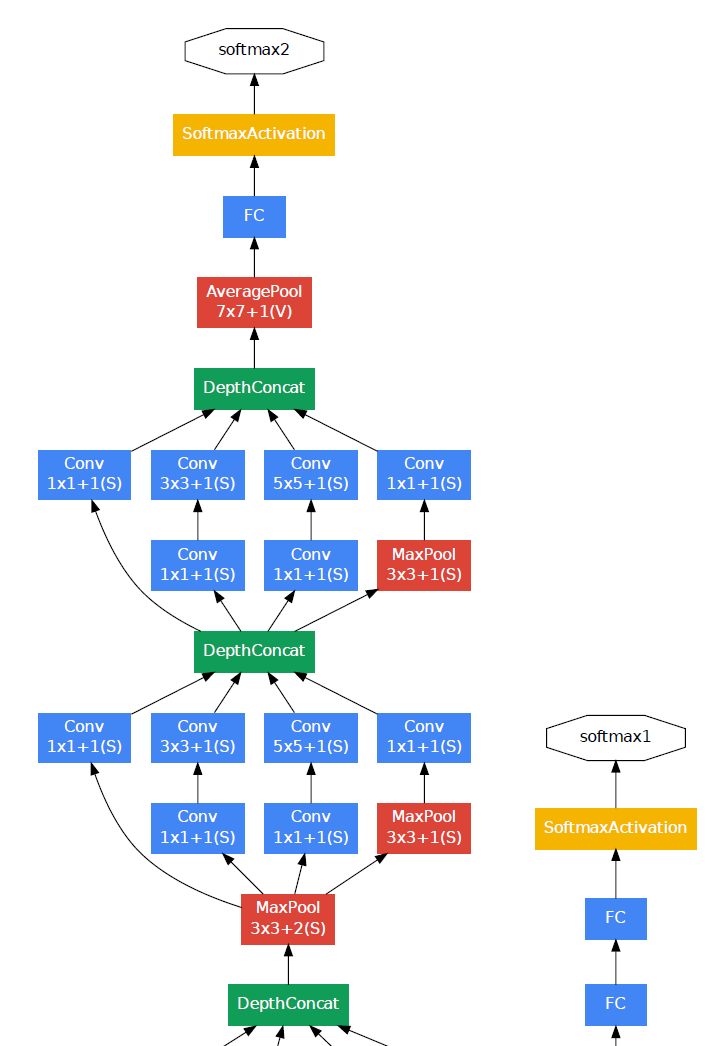 softmax2
SoftmaxActivation
FC
AveragePool
7x7+1(V)
DepthConcat
Conv
1x1+1(S)
Conv
3x3+1(S)
Conv
5x5+1(S)
Conv
1x1+1(S)
Conv
1x1+1(S)
Conv
1x1+1(S)
MaxPool
3x3+1(S)
DepthConcat
Conv
1x1+1(S)
Conv
3x3+1(S)
Conv
5x5+1(S)
Conv
1x1+1(S)
softmax1
Conv
1x1+1(S)
Conv
1x1+1(S)
MaxPool
3x3+1(S)
SoftmaxActivation
MaxPool
3x3+2(S)
FC
DepthConcat
FC